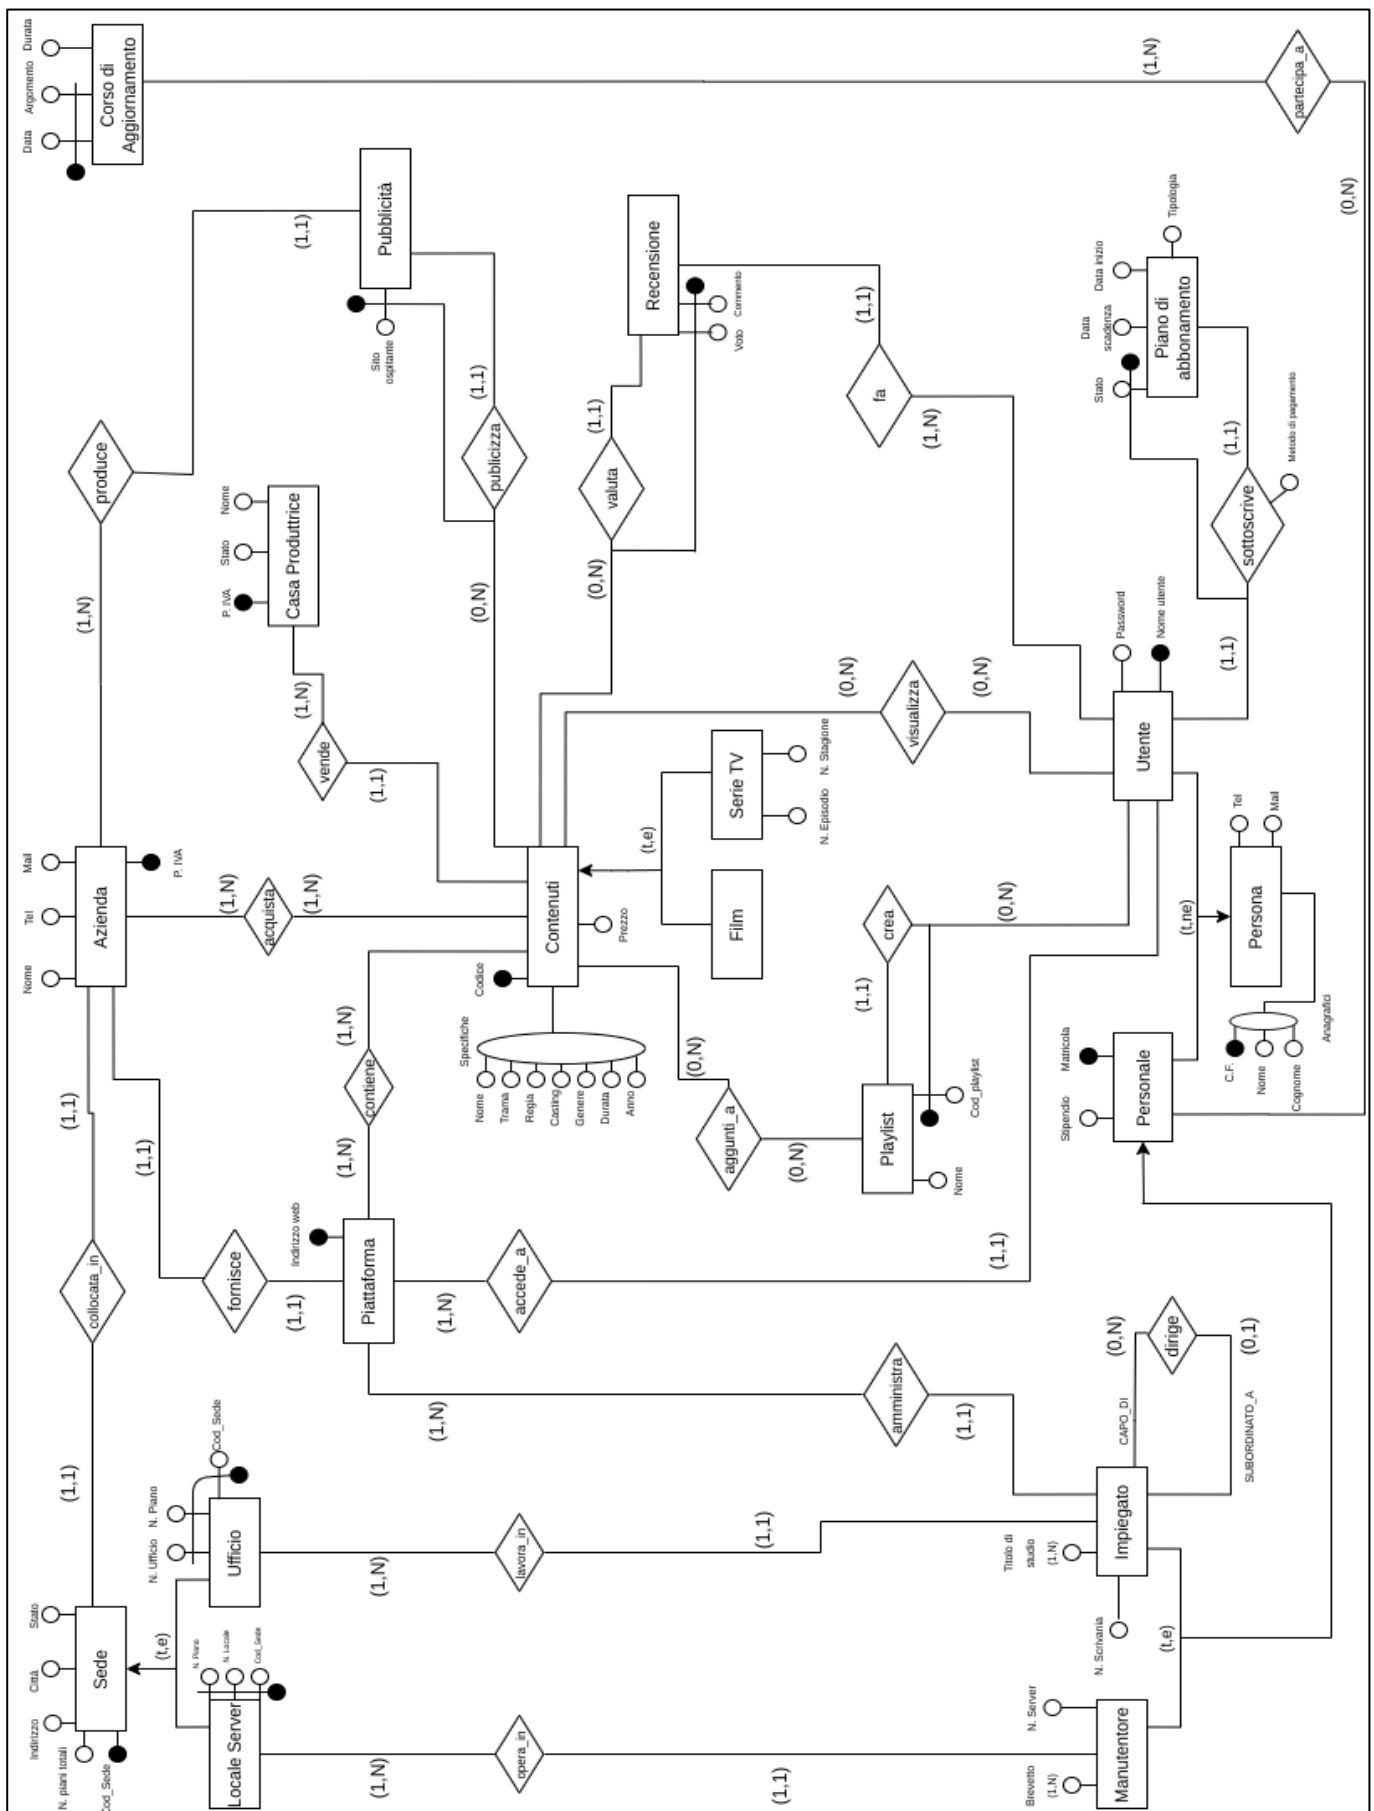 Durata
Argomento
Data
Corso di
Aggiornamento
(1,N)
partecipa_a
(0,N)
produce
(1,N)
(1,1)
Pubblicità
Sito
ospitante
publicizza
(1,1)
(0,N)
Recensione
Commento
Voto
valuta
(1,1)
(0,N)
fa
(1,1)
(1,N)
Tipologia
Data inizio
Data
scadenza
Stato
Piano di
abbonamento
(1,1)
sottoscrive
Metodo di pagamento
(1,1)
Nome
Stato
P. IVA
Casa Produttrice
(1,N)
vende
(1,1)
Mail
Tel
Nome
Azienda
P. IVA
(1,N)
acquista
(1,N)
Codice
Contenuti
Prezzo
Specifiche
Nome
Trama
Regia
Casting
Genere
Durata
Anno
(t,e)
Serie TV
N. Episodio
N. Stagione
Film
(0,N)
visualizza
(0,N)
Password
Nome utente
Utente
crea
(0,N)
(1,1)
(0,N)
aggunti_a
(0,N)
Playlist
Cod_playlist
Nome
(t,ne)
Tel
Mail
Persona
C.F.
Nome
Cognome
Anagrafici
Matricola
Stipendio
Personale
(1,N)
contiene
(1,N)
(1,1)
collocata_in
(1,1)
(1,1)
fornisce
(1,1)
Indirizzo web
Piattaforma
(1,N)
accede_a
(1,1)
(1,N)
amministra
(1,1)
(0,N)
dirige
(0,1)
CAPO_DI
SUBORDINATO_A
Stato
Città
Indirizzo
N. piani totali
Cod_Sede
Sede
(t,e)
Cod_Sede
N. Piano
N. Ufficio
Ufficio
(1,N)
lavora_in
(1,1)
Titolo di
studio
(1,N)
Impiegato
N. Scrivania
N. Piano
N. Locale
Cod_Sede
Locale Server
(1,N)
opera_in
(1,1)
N. Server
Brevetto
(1,N)
Manutentore
(t,e)